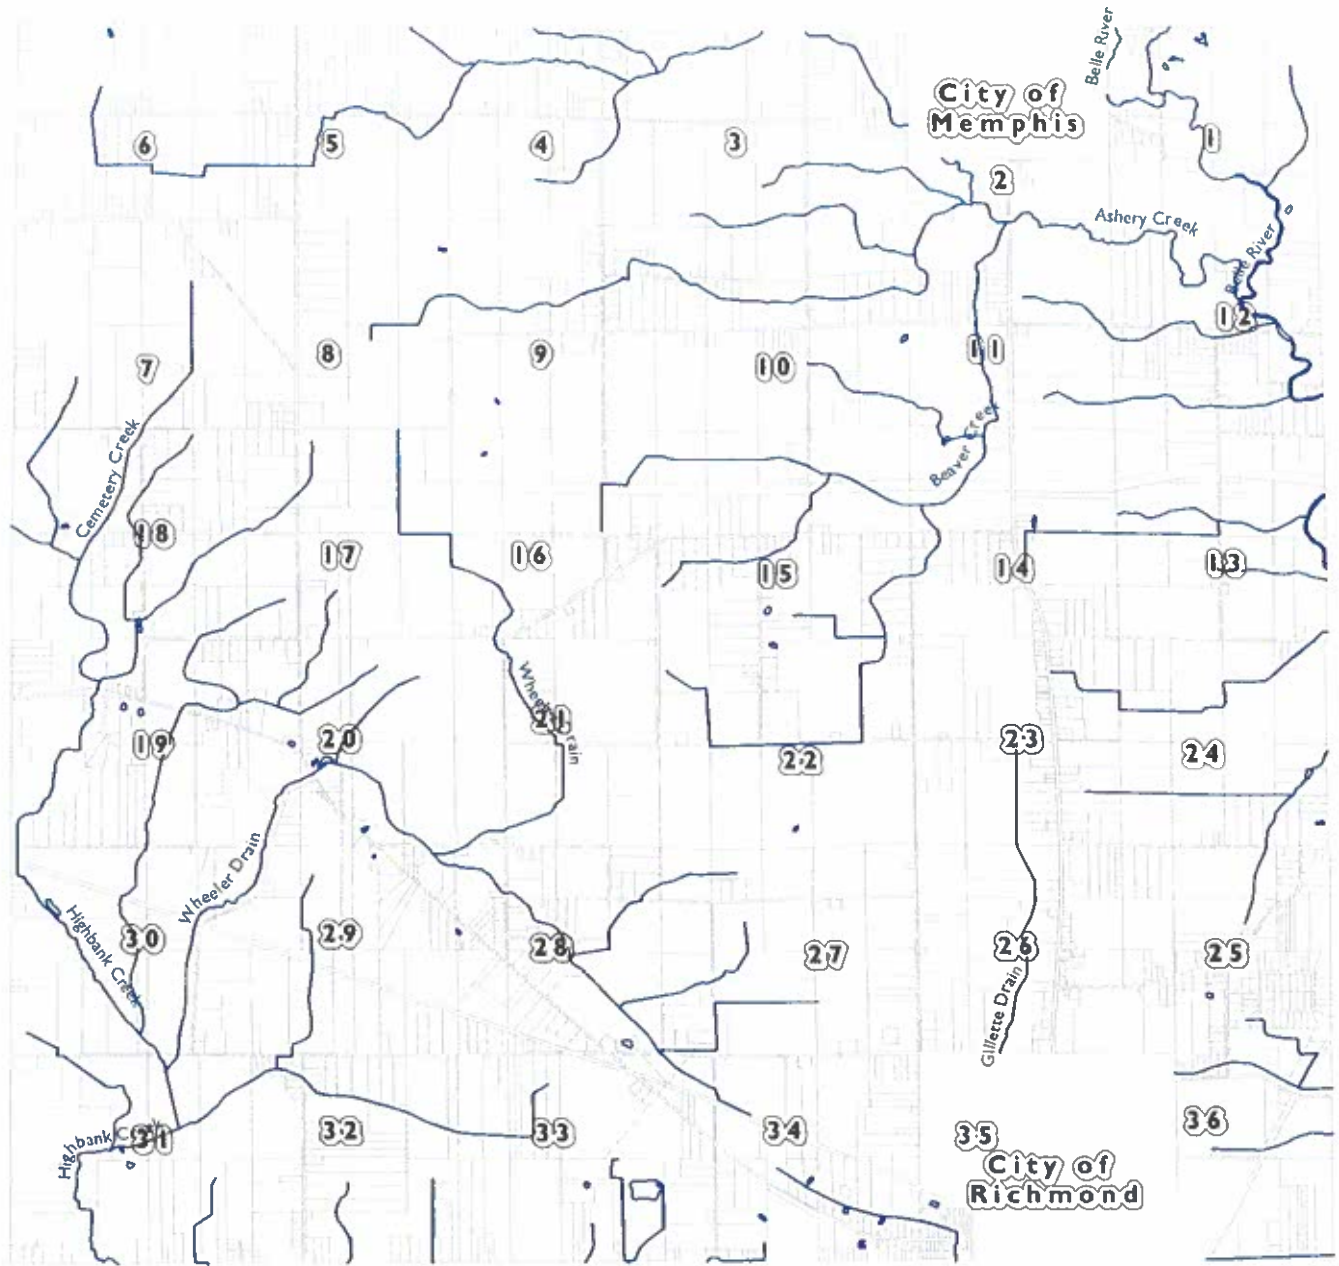 Belle River
City of
Memphis
6
5
4
3
2
1
Ashery Creek
Belle River
7
8
9
10
11
12
Cemetery Creek
Beaver Creek
18
17
16
15
14
13
Wheeler Drain
19
20
21
22
23
24
Wheeler Drain
Highbank Creek
30
29
28
27
26
25
Gillette Drain
Highbank Creek
31
32
33
34
35
36
City of
Richmond